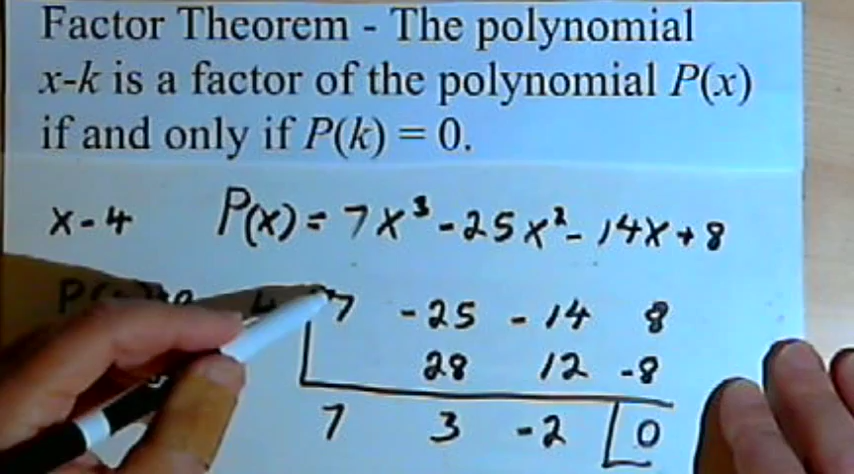 Factor Theorem - The polynomial
x-k is a factor of the polynomial P(x)
if and only if P(k) = 0.
x - 4 P(x) = 7x³ - 25x² - 14x + 8
4 7 -25 -14 8
28 12 -8
7 3 -2 0